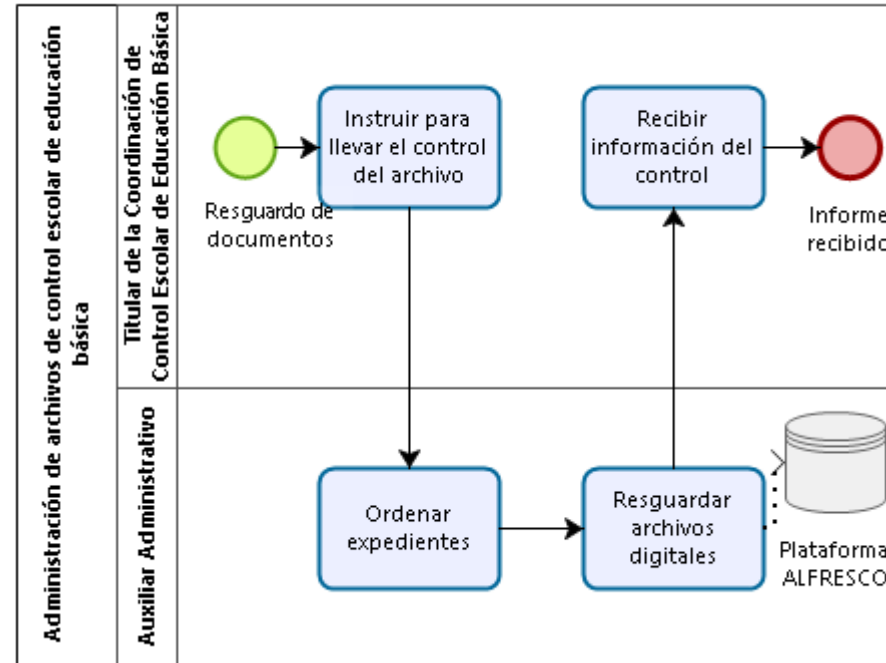 Administración de archivos de control escolar de educación
básica
Titular de la Coordinación de
Control Escolar de Educación Básica
Instruir para
llevar el control
del archivo
Resguardo de
documentos
Recibir
información del
control
Informe
recibido
Auxiliar Administrativo
Ordenar
expedientes
Resguardar
archivos
digitales
Plataforma
ALFRESCO